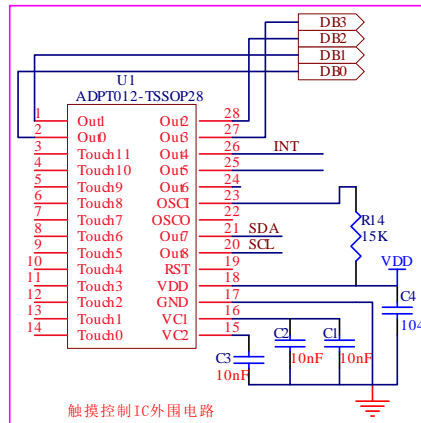 DB3
DB2
DB1
DB0
U1
ADPT012-TSSOP28
1 Out1 Out2 28
2 Out0 Out3 27
3 Touch11 Out4 26 INT
4 Touch10 Out5 25
5 Touch9 Out6 24
6 Touch8 OSCI 23
7 Touch7 OSCO 22
8 Touch6 Out7 21 SDA
9 Touch5 Out8 20 SCL
10 Touch4 RST 19
11 Touch3 VDD 18
12 Touch2 GND 17
13 Touch1 VC1 16
14 Touch0 VC2 15
R14
15K
VDD
C4
104
C3
10nF
C2
10nF
C1
10nF
触摸控制IC外围电路